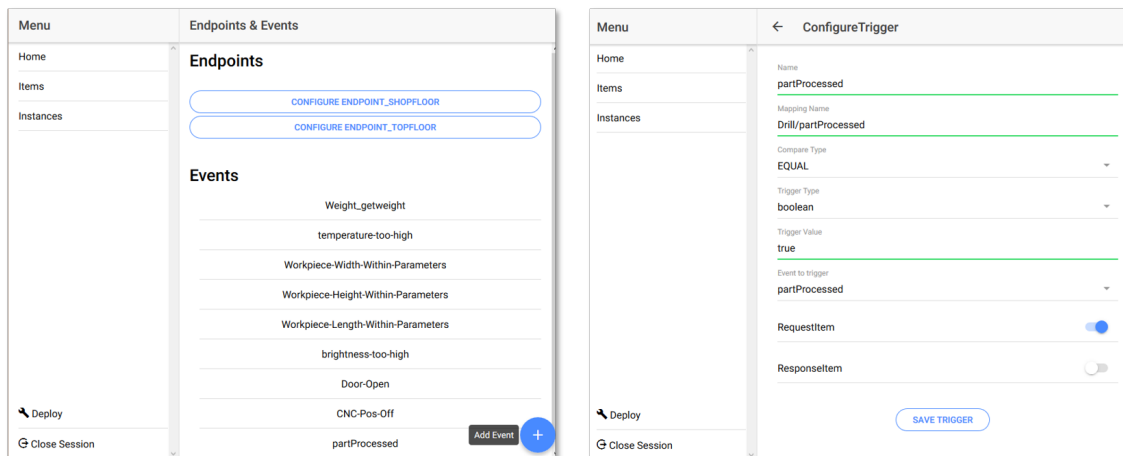 Menu
Home
Items
Instances
Deploy
Close Session
Endpoints & Events
Endpoints
CONFIGURE ENDPOINT_SHOPFLOOR
CONFIGURE ENDPOINT_TOPFLOOR
Events
Weight_getweight
temperature-too-high
Workpiece-Width-Within-Parameters
Workpiece-Height-Within-Parameters
Workpiece-Length-Within-Parameters
brightness-too-high
Door-Open
CNC-Pos-Off
partProcessed
Add Event
Menu
Home
Items
Instances
Deploy
Close Session
ConfigureTrigger
Name
partProcessed
Mapping Name
Drill/partProcessed
Compare Type
EQUAL
Trigger Type
boolean
Trigger Value
true
Event to trigger
partProcessed
RequestItem
ResponseItem
SAVE TRIGGER